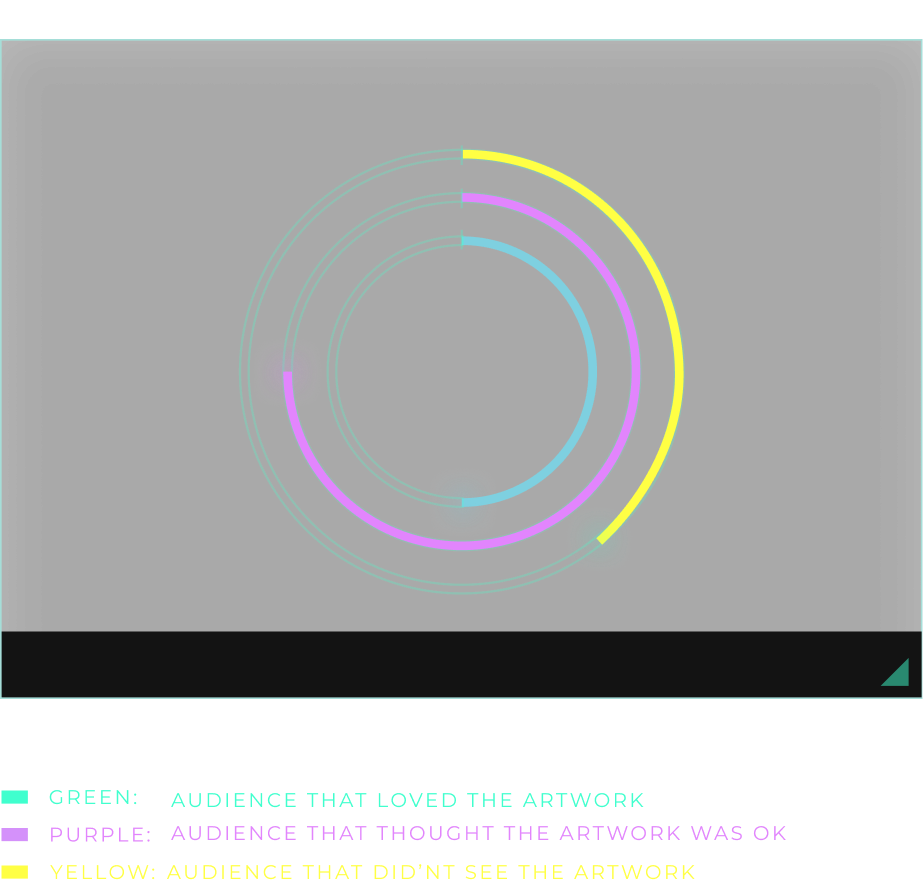 GREEN: AUDIENCE THAT LOVED THE ARTWORK
PURPLE: AUDIENCE THAT THOUGHT THE ARTWORK WAS OK
YELLOW: AUDIENCE THAT DID’NT SEE THE ARTWORK